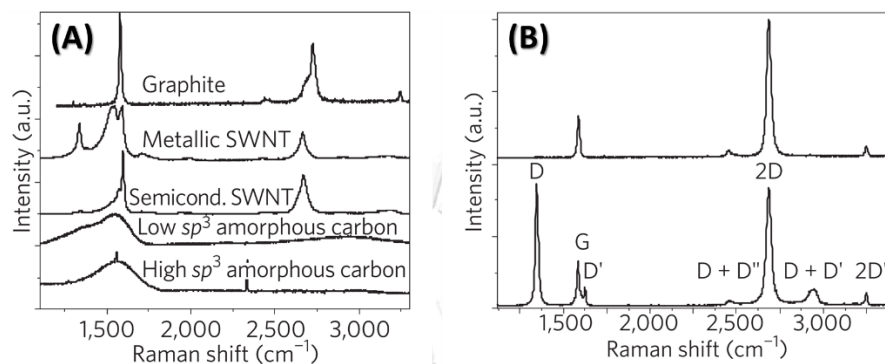 (A)
Graphite
Metallic SWNT
Semicond. SWNT
Low sp³ amorphous carbon
High sp³ amorphous carbon
Intensity (a.u.)
1,500 2,000 2,500 3,000
Raman shift (cm⁻¹)
(B)
D 2D
G
D' D + D" D + D' 2D'
Intensity (a.u.)
1,500 2,000 2,500 3,000
Raman shift (cm⁻¹)